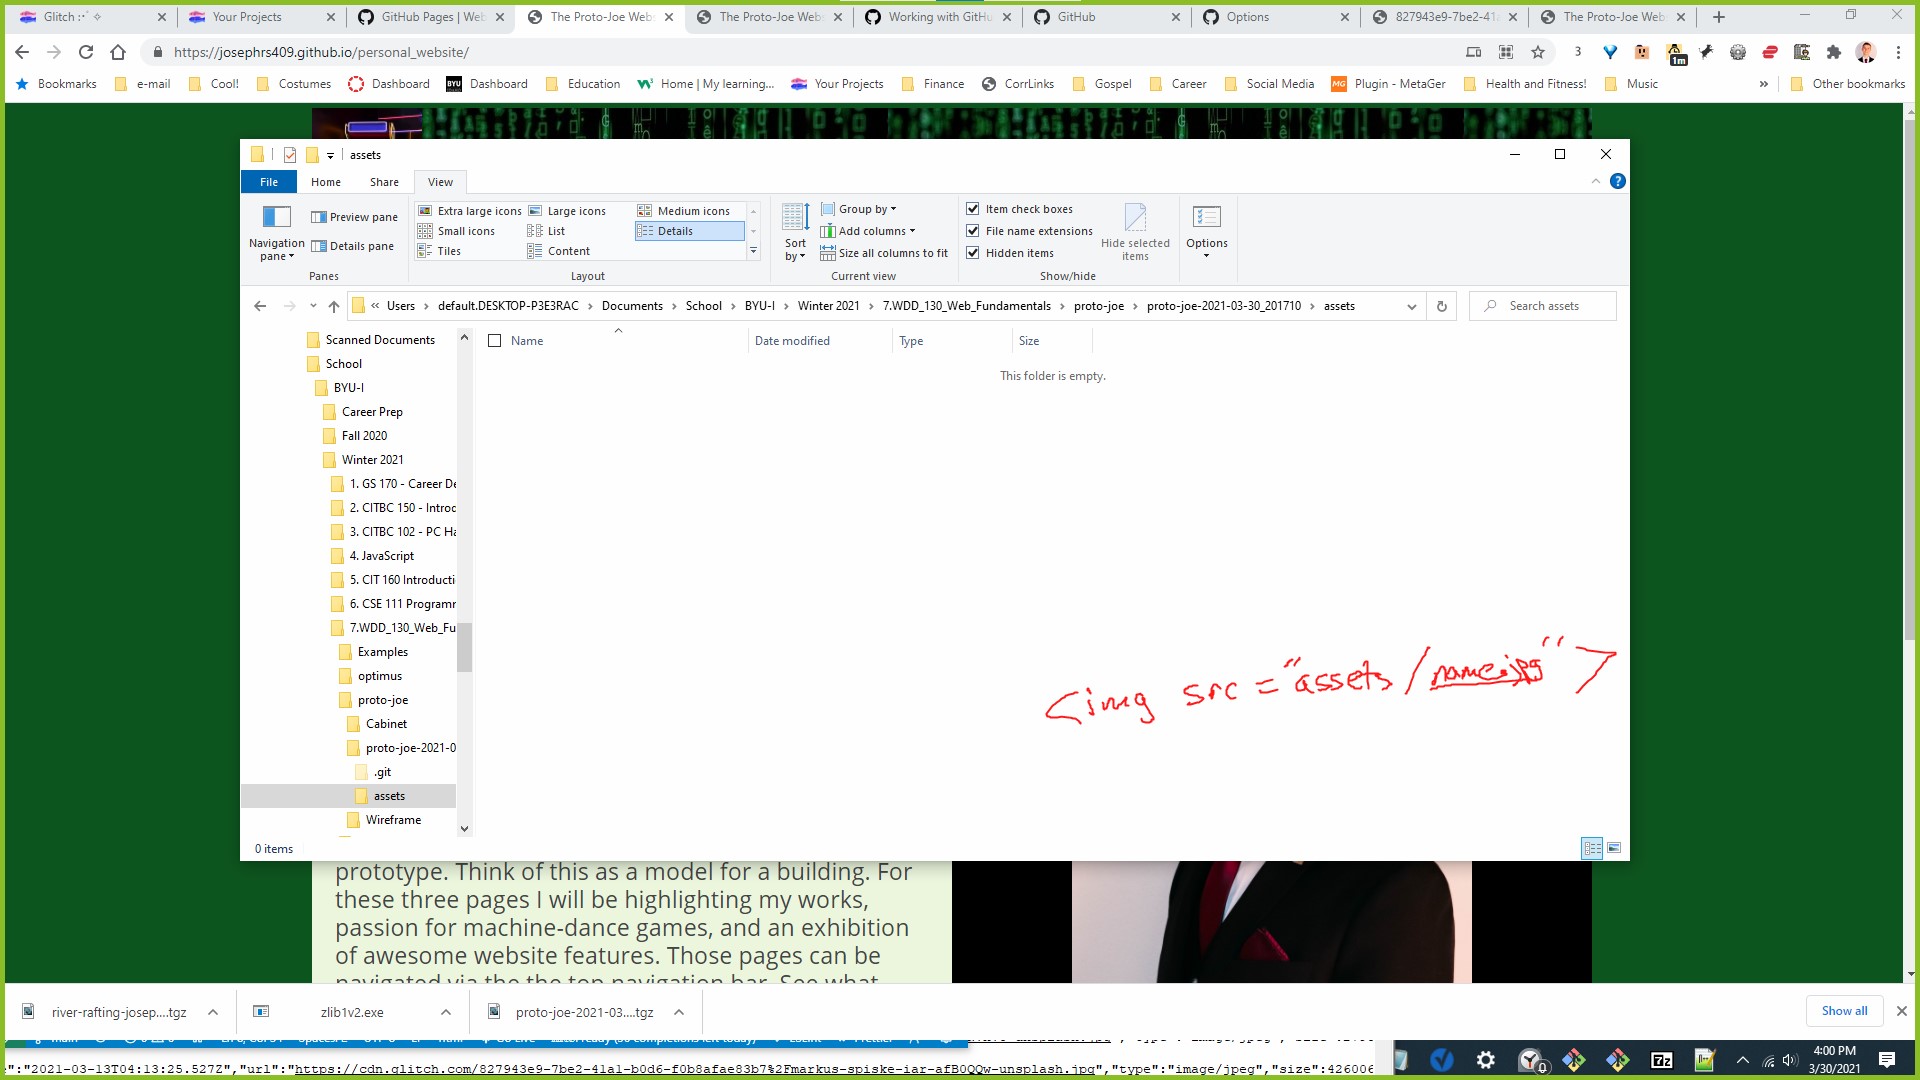 Glitch :･ﾟ✧
Your Projects
GitHub Pages | Web
The Proto-Joe Webs
The Proto-Joe Webs
Working with GitHu
GitHub
Options
827943e9-7be2-41a
The Proto-Joe Web
https://josephrs409.github.io/personal_website/
3
1m
Bookmarks
e-mail
Cool!
Costumes
Dashboard
BYU
Dashboard
Education
Home | My learning...
Your Projects
Finance
CorrLinks
Gospel
Career
Social Media
MG
Plugin - MetaGer
Health and Fitness!
Music
»
Other bookmarks
assets
File
Home
Share
View
?
Navigation pane
Preview pane
Details pane
Panes
Extra large icons
Large icons
Medium icons
Small icons
List
Details
Tiles
Content
Layout
Sort by
Group by
Add columns
Size all columns to fit
Current view
Item check boxes
File name extensions
Hidden items
Hide selected items
Show/hide
Options
« Users > default.DESKTOP-P3E3RAC > Documents > School > BYU-I > Winter 2021 > 7.WDD_130_Web_Fundamentals > proto-joe > proto-joe-2021-03-30_201710 > assets
Search assets
Scanned Documents
School
BYU-I
Career Prep
Fall 2020
Winter 2021
1. GS 170 - Career De
2. CITBC 150 - Introc
3. CITBC 102 - PC Ha
4. JavaScript
5. CIT 160 Introducti
6. CSE 111 Programr
7.WDD_130_Web_Fu
Examples
optimus
proto-joe
Cabinet
proto-joe-2021-0
.git
assets
Wireframe
Name
Date modified
Type
Size
This folder is empty.
<img src = "assets/name.jpg">
0 items
prototype. Think of this as a model for a building. For
these three pages I will be highlighting my works,
passion for machine-dance games, and an exhibition
of awesome website features. Those pages can be
navigated via the the top navigation bar. See what
river-rafting-josep....tgz
zlib1v2.exe
proto-joe-2021-03....tgz
Show all
:"2021-03-13T04:13:25.527Z","url":"https://cdn.glitch.com/827943e9-7be2-41a1-b0d6-f0b8afae83b7%2Fmarkus-spiske-iar-afB0QQw-unsplash.jpg","type":"image/jpeg","size":426006
7z
4:00 PM
3/30/2021